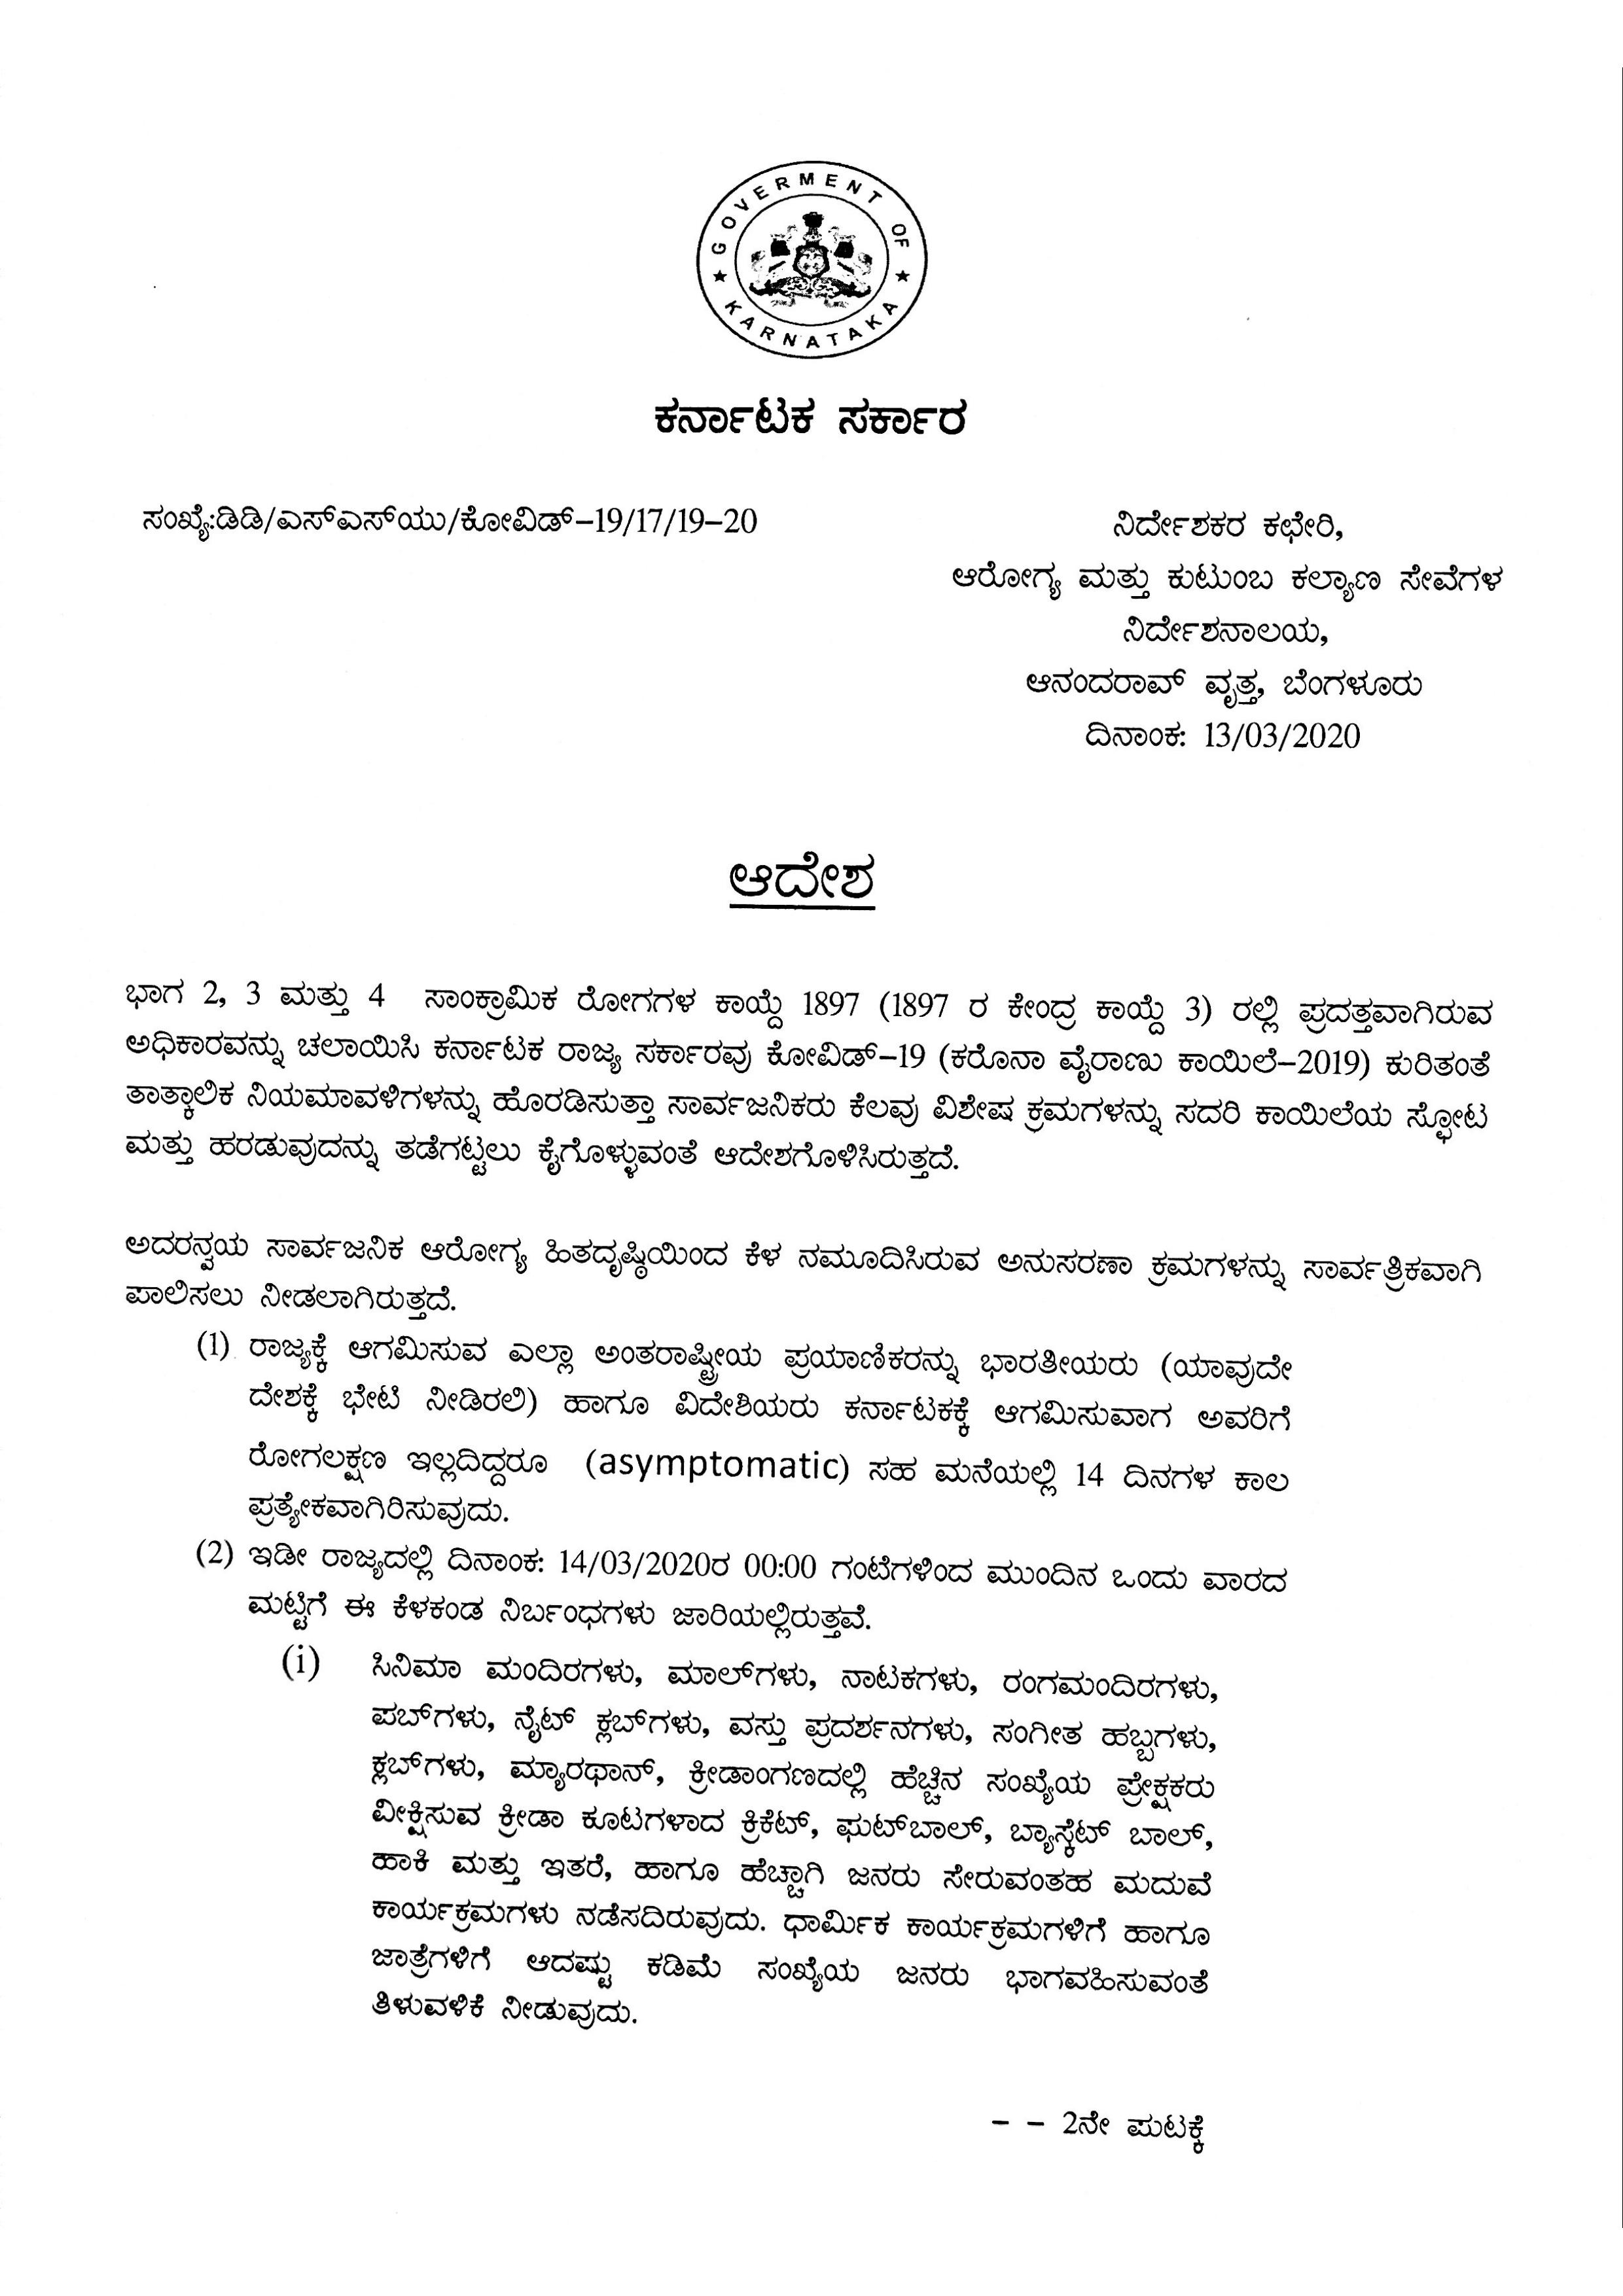 GOVERMENT OF
KARNATAKA
ಕರ್ನಾಟಕ ಸರ್ಕಾರ
ಸಂಖ್ಯೆ:ಡಿಡಿ/ಎಸ್ಎಸ್‌ಯು/ಕೋವಿಡ್–19/17/19–20
ನಿರ್ದೇಶಕರ ಕಛೇರಿ,
ಆರೋಗ್ಯ ಮತ್ತು ಕುಟುಂಬ ಕಲ್ಯಾಣ ಸೇವೆಗಳ
ನಿರ್ದೇಶನಾಲಯ,
ಆನಂದರಾವ್ ವೃತ್ತ, ಬೆಂಗಳೂರು
ದಿನಾಂಕ: 13/03/2020
ಆದೇಶ
ಭಾಗ 2, 3 ಮತ್ತು 4 ಸಾಂಕ್ರಾಮಿಕ ರೋಗಗಳ ಕಾಯ್ದೆ 1897 (1897 ರ ಕೇಂದ್ರ ಕಾಯ್ದೆ 3) ರಲ್ಲಿ ಪ್ರದತ್ತವಾಗಿರುವ
ಅಧಿಕಾರವನ್ನು ಚಲಾಯಿಸಿ ಕರ್ನಾಟಕ ರಾಜ್ಯ ಸರ್ಕಾರವು ಕೋವಿಡ್–19 (ಕರೊನಾ ವೈರಾಣು ಕಾಯಿಲೆ–2019) ಕುರಿತಂತೆ
ತಾತ್ಕಾಲಿಕ ನಿಯಮಾವಳಿಗಳನ್ನು ಹೊರಡಿಸುತ್ತಾ ಸಾರ್ವಜನಿಕರು ಕೆಲವು ವಿಶೇಷ ಕ್ರಮಗಳನ್ನು ಸದರಿ ಕಾಯಿಲೆಯ ಸ್ಫೋಟ
ಮತ್ತು ಹರಡುವುದನ್ನು ತಡೆಗಟ್ಟಲು ಕೈಗೊಳ್ಳುವಂತೆ ಆದೇಶಗೊಳಿಸಿರುತ್ತದೆ.
ಅದರನ್ವಯ ಸಾರ್ವಜನಿಕ ಆರೋಗ್ಯ ಹಿತದೃಷ್ಠಿಯಿಂದ ಕೆಳ ನಮೂದಿಸಿರುವ ಅನುಸರಣಾ ಕ್ರಮಗಳನ್ನು ಸಾರ್ವತ್ರಿಕವಾಗಿ
ಪಾಲಿಸಲು ನೀಡಲಾಗಿರುತ್ತದೆ.
(1) ರಾಜ್ಯಕ್ಕೆ ಆಗಮಿಸುವ ಎಲ್ಲಾ ಅಂತರಾಷ್ಟ್ರೀಯ ಪ್ರಯಾಣಿಕರನ್ನು ಭಾರತೀಯರು (ಯಾವುದೇ
ದೇಶಕ್ಕೆ ಭೇಟಿ ನೀಡಿರಲಿ) ಹಾಗೂ ವಿದೇಶಿಯರು ಕರ್ನಾಟಕಕ್ಕೆ ಆಗಮಿಸುವಾಗ ಅವರಿಗೆ
ರೋಗಲಕ್ಷಣ ಇಲ್ಲದಿದ್ದರೂ (asymptomatic) ಸಹ ಮನೆಯಲ್ಲಿ 14 ದಿನಗಳ ಕಾಲ
ಪ್ರತ್ಯೇಕವಾಗಿರಿಸುವುದು.
(2) ಇಡೀ ರಾಜ್ಯದಲ್ಲಿ ದಿನಾಂಕ: 14/03/2020ರ 00:00 ಗಂಟೆಗಳಿಂದ ಮುಂದಿನ ಒಂದು ವಾರದ
ಮಟ್ಟಿಗೆ ಈ ಕೆಳಕಂಡ ನಿರ್ಬಂಧಗಳು ಜಾರಿಯಲ್ಲಿರುತ್ತವೆ.
(i) ಸಿನಿಮಾ ಮಂದಿರಗಳು, ಮಾಲ್‌ಗಳು, ನಾಟಕಗಳು, ರಂಗಮಂದಿರಗಳು,
ಪಬ್‌ಗಳು, ನೈಟ್ ಕ್ಲಬ್‌ಗಳು, ವಸ್ತು ಪ್ರದರ್ಶನಗಳು, ಸಂಗೀತ ಹಬ್ಬಗಳು,
ಕ್ಲಬ್‌ಗಳು, ಮ್ಯಾರಥಾನ್, ಕ್ರೀಡಾಂಗಣದಲ್ಲಿ ಹೆಚ್ಚಿನ ಸಂಖ್ಯೆಯ ಪ್ರೇಕ್ಷಕರು
ವೀಕ್ಷಿಸುವ ಕ್ರೀಡಾ ಕೂಟಗಳಾದ ಕ್ರಿಕೆಟ್, ಫುಟ್‌ಬಾಲ್, ಬ್ಯಾಸ್ಕೆಟ್ ಬಾಲ್,
ಹಾಕಿ ಮತ್ತು ಇತರೆ, ಹಾಗೂ ಹೆಚ್ಚಾಗಿ ಜನರು ಸೇರುವಂತಹ ಮದುವೆ
ಕಾರ್ಯಕ್ರಮಗಳು ನಡೆಸದಿರುವುದು. ಧಾರ್ಮಿಕ ಕಾರ್ಯಕ್ರಮಗಳಿಗೆ ಹಾಗೂ
ಜಾತ್ರೆಗಳಿಗೆ ಆದಷ್ಟು ಕಡಿಮೆ ಸಂಖ್ಯೆಯ ಜನರು ಭಾಗವಹಿಸುವಂತೆ
ತಿಳುವಳಿಕೆ ನೀಡುವುದು.
– – 2ನೇ ಪುಟಕ್ಕೆ